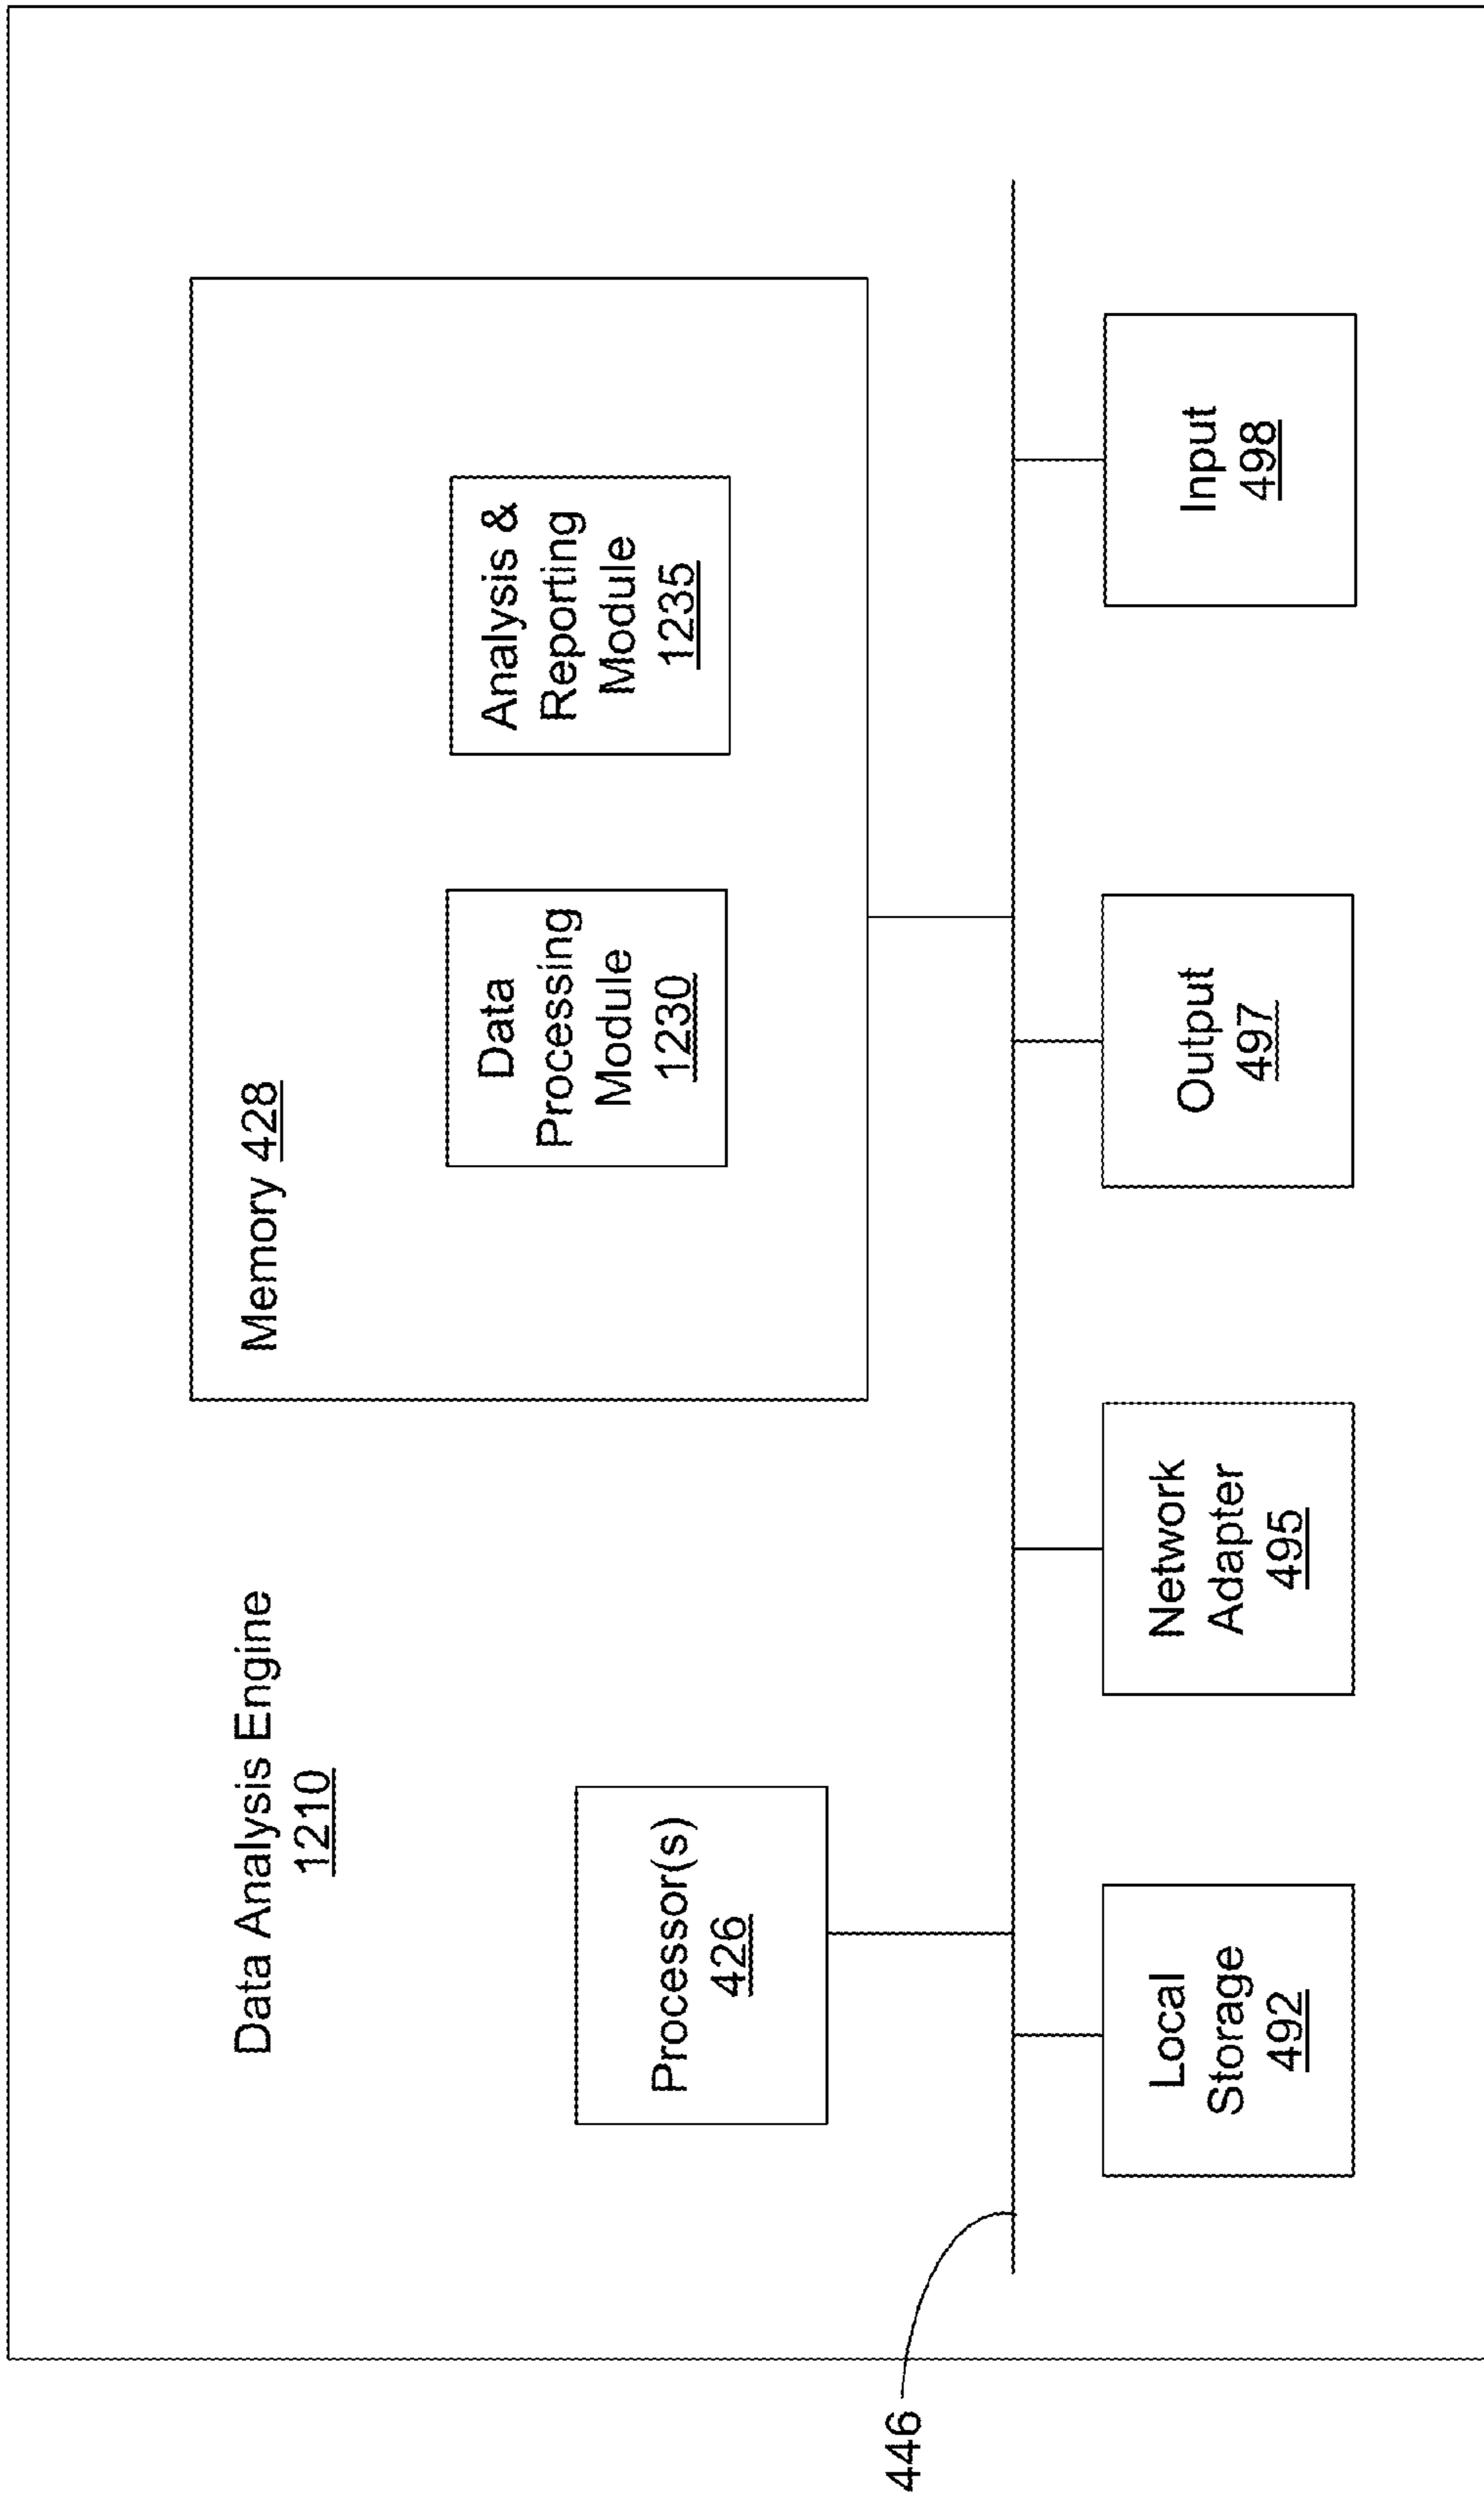 Data Analysis Engine
1210
Memory 428
Processor(s)
426
Data
Processing
Module
1230
Analysis &
Reporting
Module
1235
446
Local
Storage
492
Network
Adapter
495
Output
497
Input
498